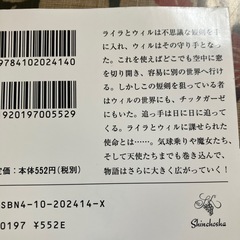 9784102024140
1920197005529
定価：本体552円(税別)
ISBN4-10-202414-X
0197 ￥552E
ライラとウィルは不思議な短剣を手
に入れ、ウィルはその守り手となっ
た。これを使えばどこでも空中に窓
を切り開き、容易に別の世界へ行け
る。しかしこの短剣を狙っている者
はウィルの世界にも、チッタガーゼ
にもいた。追っ手は日に日に迫って
くる。ライラとウィルに課せられた
使命とは……。気球乗りや魔女、そ
して天使たちまでも巻き込んで、
物語はさらに大きく広がっていく！
Shinchosha